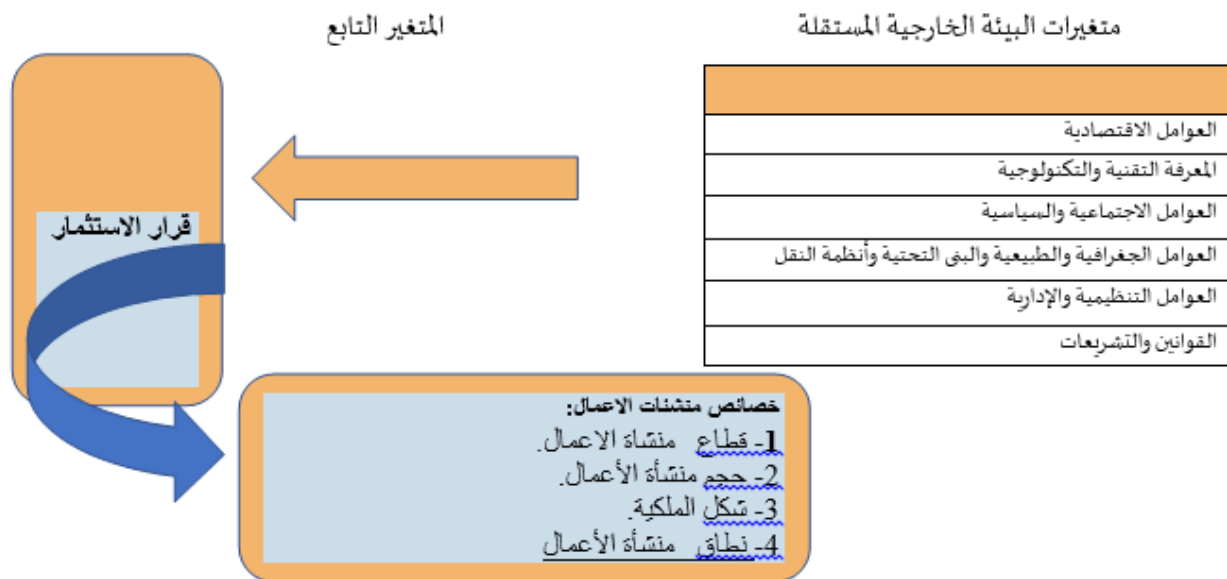 متغيرات البيئة الخارجية المستقلة
المتغير التابع
العوامل الاقتصادية
المعرفة التقنية والتكنولوجية
العوامل الاجتماعية والسياسية
العوامل الجغرافية والطبيعية والبنى التحتية وأنظمة النقل
العوامل التنظيمية والإدارية
القوانين والتشريعات
قرار الاستثمار
خصائص منشئات الاعمال:
1- قطاع منشاة الاعمال.
2- حجم منشأة الأعمال.
3- شكل الملكية.
4- نطاق منشأة الأعمال